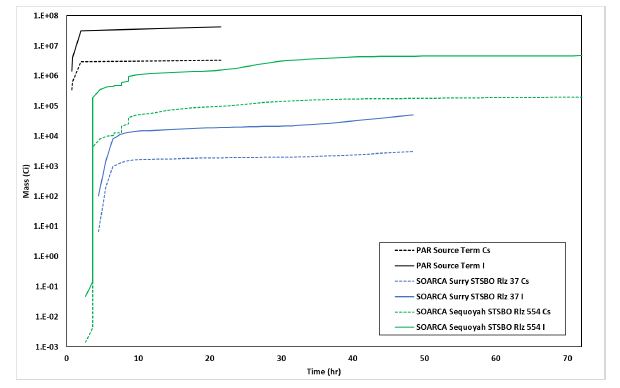 1.E+08
1.E+07
1.E+06
1.E+05
1.E+04
1.E+03
1.E+02
1.E+01
1.E+00
1.E-01
1.E-02
1.E-03
Mass (Ci)
0 10 20 30 40 50 60 70
Time (hr)
PAR Source Term Cs
PAR Source Term I
SOARCA Surry STSBO Rlz 37 Cs
SOARCA Surry STSBO Rlz 37 I
SOARCA Sequoyah STSBO Rlz 554 Cs
SOARCA Sequoyah STSBO Rlz 554 I